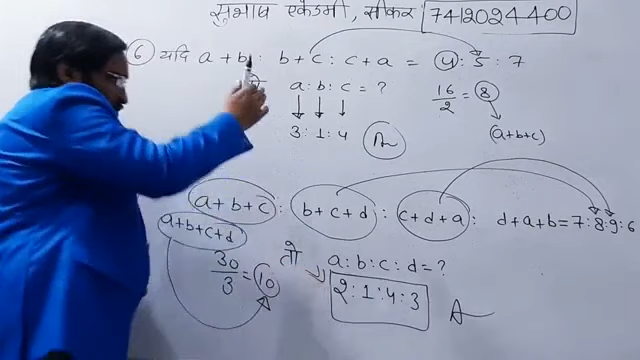 सुभाष एकेडमी, सीकर 7412024400
6 यदि a+b : b+c : c+a = 4 : 5 : 7
a : b : c = ?
16/2 = 8
3 : 1 : 4 A
(a+b+c)
a+b+c : b+c+d : c+d+a : d+a+b = 7 : 8 : 9 : 6
a+b+c+d
30/3 = 10
तो a : b : c : d = ?
2 : 1 : 4 : 3 A